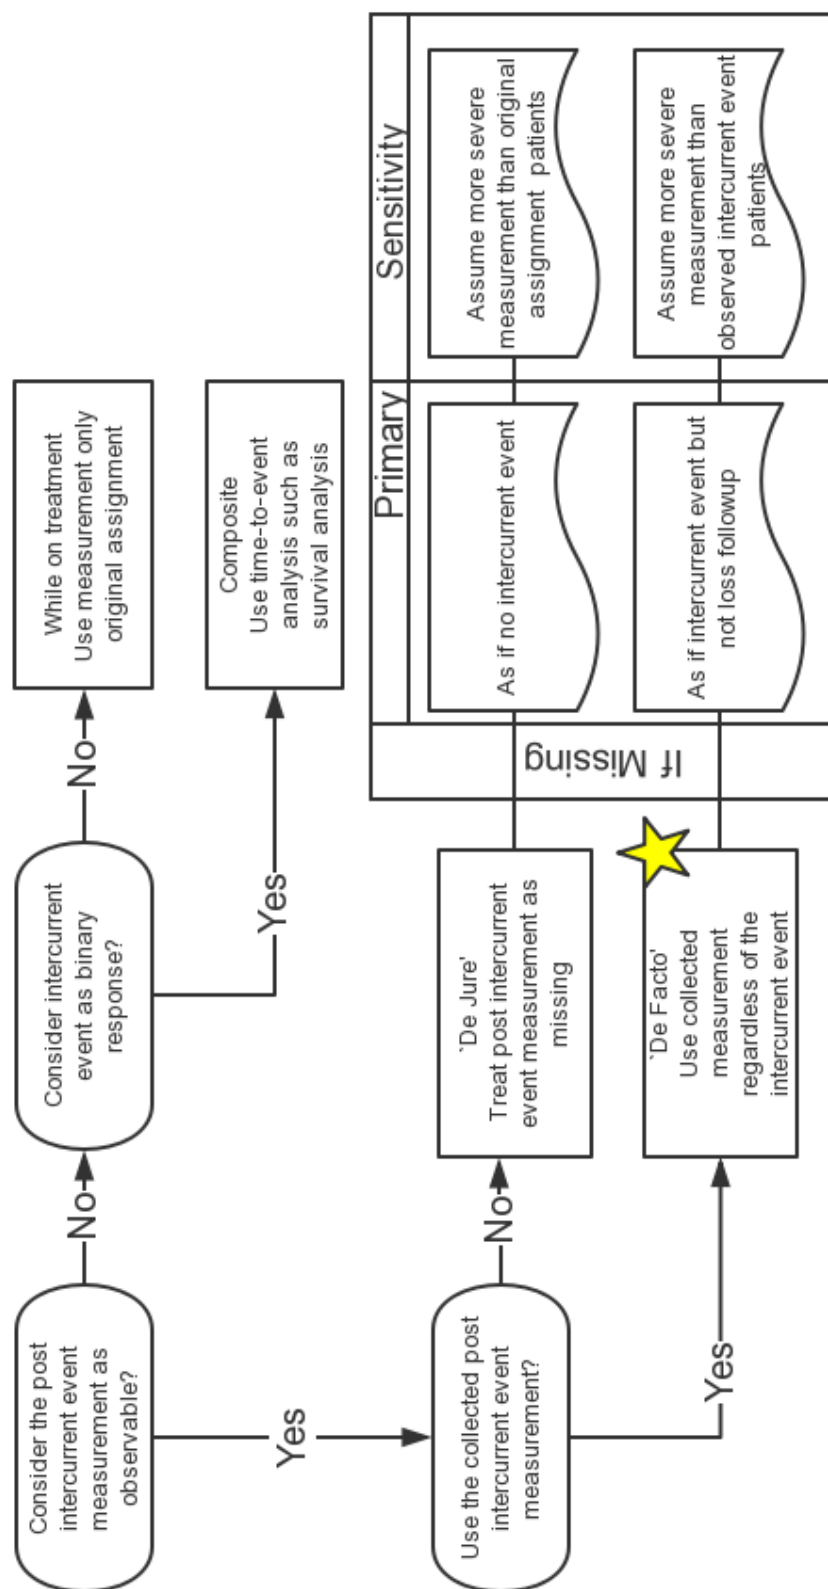 Consider the post
intercurrent event
measurement as
observable?
No
Consider intercurrent
event as binary
response?
No
While on treatment
Use measurement only
original assignment
Yes
Composite
Use time-to-event
analysis such as
survival analysis
Yes
Use the collected post
intercurrent event
measurement?
No
`De Jure'
Treat post intercurrent
event measurement as
missing
Yes
`De Facto'
Use collected
measurement
regardless of the
intercurrent event
If Missing
Primary
Sensitivity
As if no intercurrent event
Assume more severe
measurement than original
assignment patients
As if intercurrent event but
not loss followup
Assume more severe
measurement than
observed intercurrent event
patients